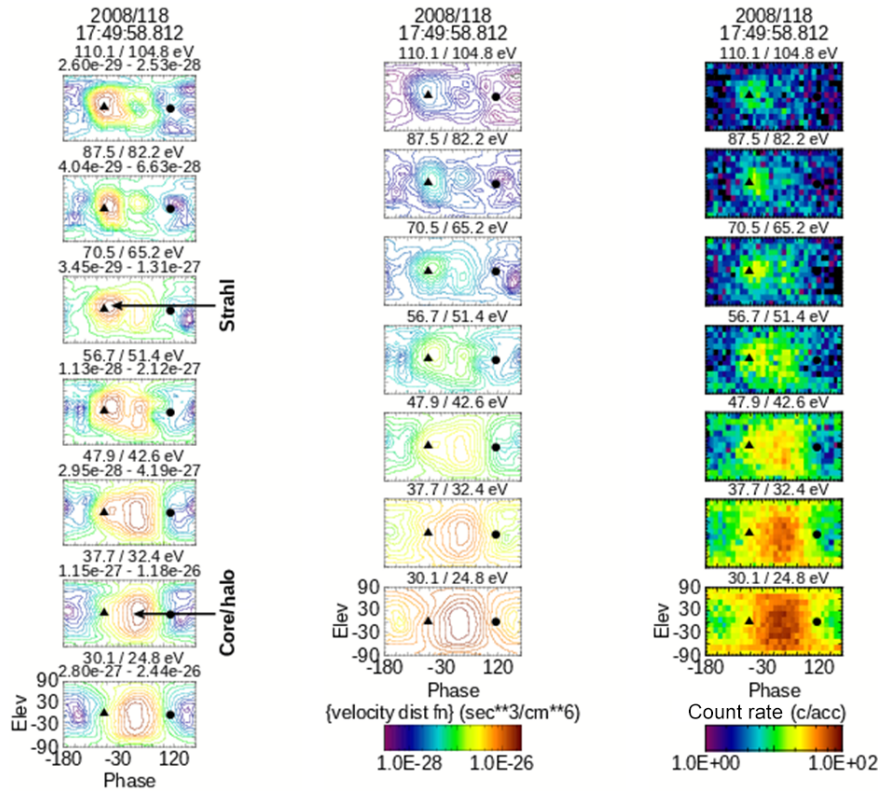 2008/118
17:49:58.812
110.1 / 104.8 eV
2.60e-29 - 2.53e-28
87.5 / 82.2 eV
4.04e-29 - 6.63e-28
70.5 / 65.2 eV
3.45e-29 - 1.31e-27
Strahl
56.7 / 51.4 eV
1.13e-28 - 2.12e-27
47.9 / 42.6 eV
2.95e-28 - 4.19e-27
37.7 / 32.4 eV
1.15e-27 - 1.18e-26
Core/halo
30.1 / 24.8 eV
2.80e-27 - 2.44e-26
90
30
-30
-90
Elev
-180 -30 120
Phase
2008/118
17:49:58.812
110.1 / 104.8 eV
87.5 / 82.2 eV
70.5 / 65.2 eV
56.7 / 51.4 eV
47.9 / 42.6 eV
37.7 / 32.4 eV
30.1 / 24.8 eV
90
30
-30
-90
Elev
-180 -30 120
Phase
{velocity dist fn} (sec**3/cm**6)
1.0E-28 1.0E-26
2008/118
17:49:58.812
110.1 / 104.8 eV
87.5 / 82.2 eV
70.5 / 65.2 eV
56.7 / 51.4 eV
47.9 / 42.6 eV
37.7 / 32.4 eV
30.1 / 24.8 eV
90
30
-30
-90
Elev
-180 -30 120
Phase
Count rate (c/acc)
1.0E+00 1.0E+02